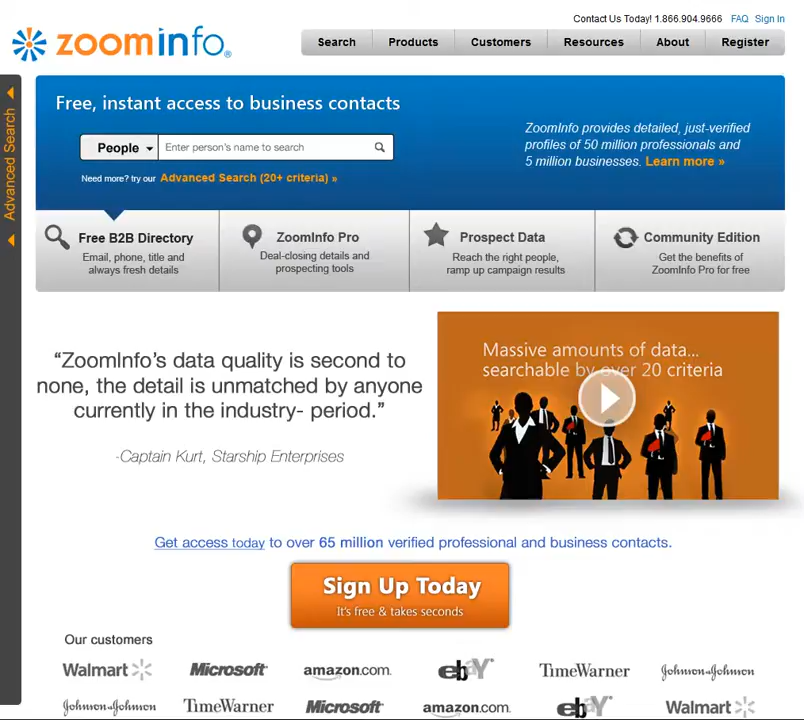 Contact Us Today! 1.866.904.9666 FAQ Sign In
zoominfo®
Search Products Customers Resources About Register
Advanced Search
Free, instant access to business contacts
People Enter person's name to search
Need more? try our Advanced Search (20+ criteria) »
ZoomInfo provides detailed, just-verified
profiles of 50 million professionals and
5 million businesses. Learn more »
Free B2B Directory
Email, phone, title and
always fresh details
ZoomInfo Pro
Deal-closing details and
prospecting tools
Prospect Data
Reach the right people,
ramp up campaign results
Community Edition
Get the benefits of
ZoomInfo Pro for free
“ZoomInfo’s data quality is second to
none, the detail is unmatched by anyone
currently in the industry- period.”
-Captain Kurt, Starship Enterprises
Massive amounts of data...
searchable by over 20 criteria
Get access today to over 65 million verified professional and business contacts.
Sign Up Today
It's free & takes seconds
Our customers
Walmart Microsoft amazon.com ebaY TimeWarner Johnson&Johnson
Johnson&Johnson TimeWarner Microsoft amazon.com ebaY Walmart